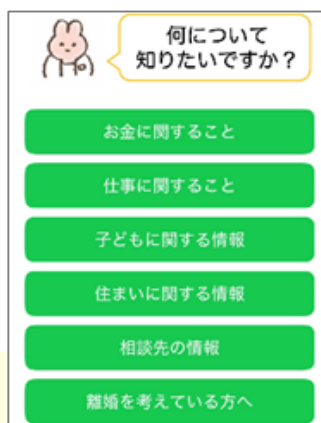 何について
知りたいですか？
お金に関すること
仕事に関すること
子どもに関する情報
住まいに関する情報
相談先の情報
離婚を考えている方へ